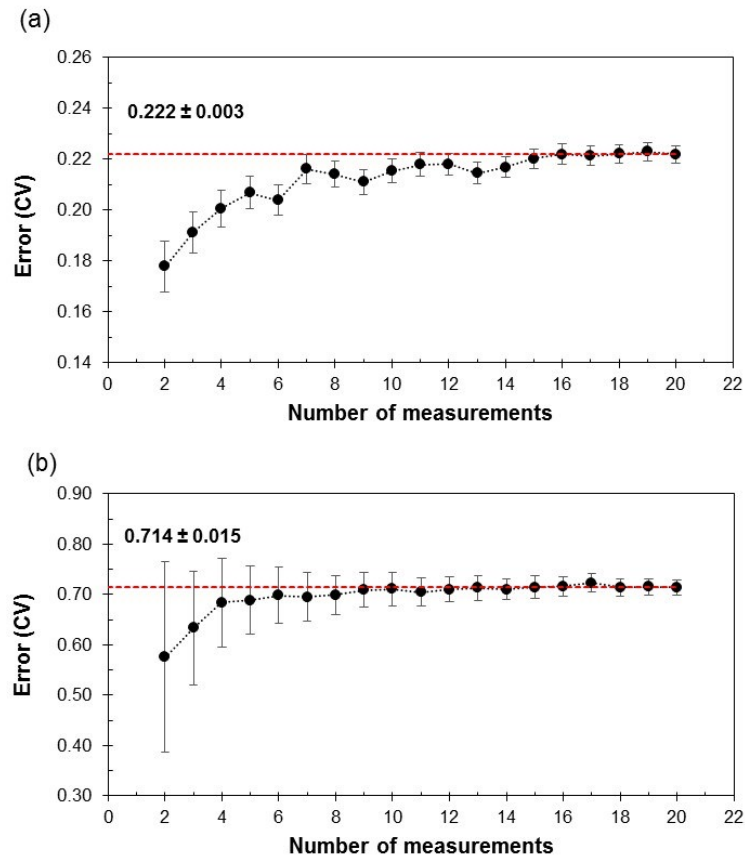 (a)
0.26
0.24
0.222 ± 0.003
0.22
0.20
0.18
0.16
0.14
Error (CV)
0 2 4 6 8 10 12 14 16 18 20 22
Number of measurements
(b)
0.90
0.80
0.714 ± 0.015
0.70
0.60
0.50
0.40
0.30
Error (CV)
0 2 4 6 8 10 12 14 16 18 20 22
Number of measurements